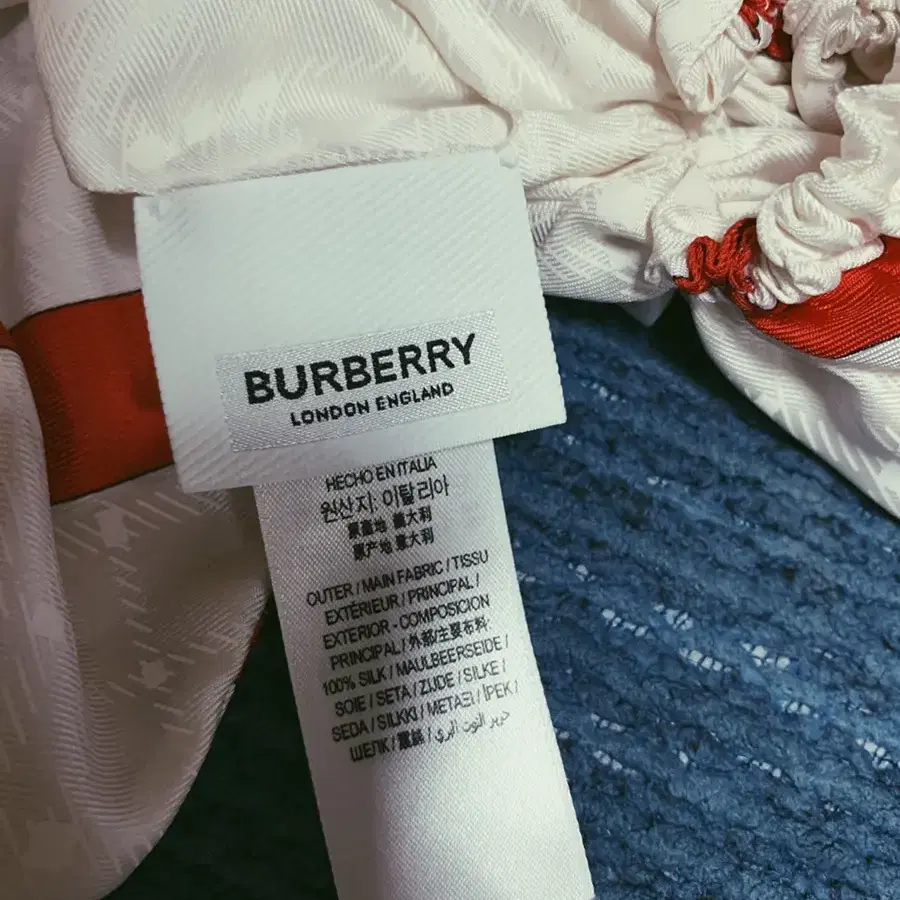 BURBERRY
LONDON ENGLAND
HECHO EN ITALIA
원산지: 이탈리아
原產地: 義大利
原产地: 意大利
OUTER / MAIN FABRIC / TISSU
EXTÉRIEUR / PRINCIPAL /
EXTERIOR - COMPOSICION
PRINCIPAL / 外部/主要布料
100% SILK / MAULBEERSEIDE /
SOIE / SETA / ZIJDE / SILKE /
SEDA / SILKKI / ΜΕΤΑΞΙ / İPEK /
ШЕЛК / 蠶絲 / حرير التوت الري